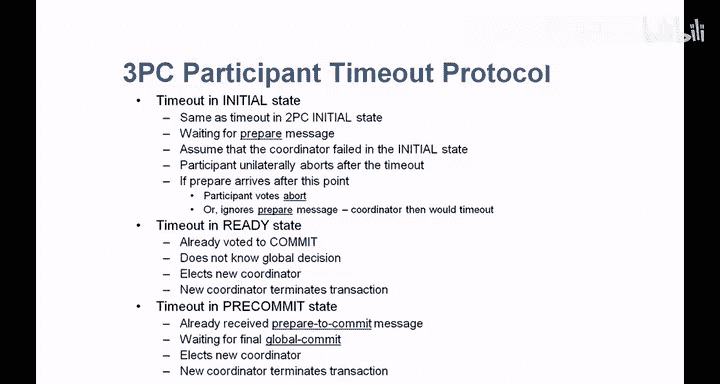 bilibili
3PC Participant Timeout Protocol
• Timeout in INITIAL state
– Same as timeout in 2PC INITIAL state
– Waiting for prepare message
– Assume that the coordinator failed in the INITIAL state
– Participant unilaterally aborts after the timeout
– If prepare arrives after this point
• Participant votes abort
• Or, ignores prepare message – coordinator then would timeout
• Timeout in READY state
– Already voted to COMMIT
– Does not know global decision
– Elects new coordinator
– New coordinator terminates transaction
• Timeout in PRECOMMIT state
– Already received prepare-to-commit message
– Waiting for final global-commit
– Elects new coordinator
– New coordinator terminates transaction